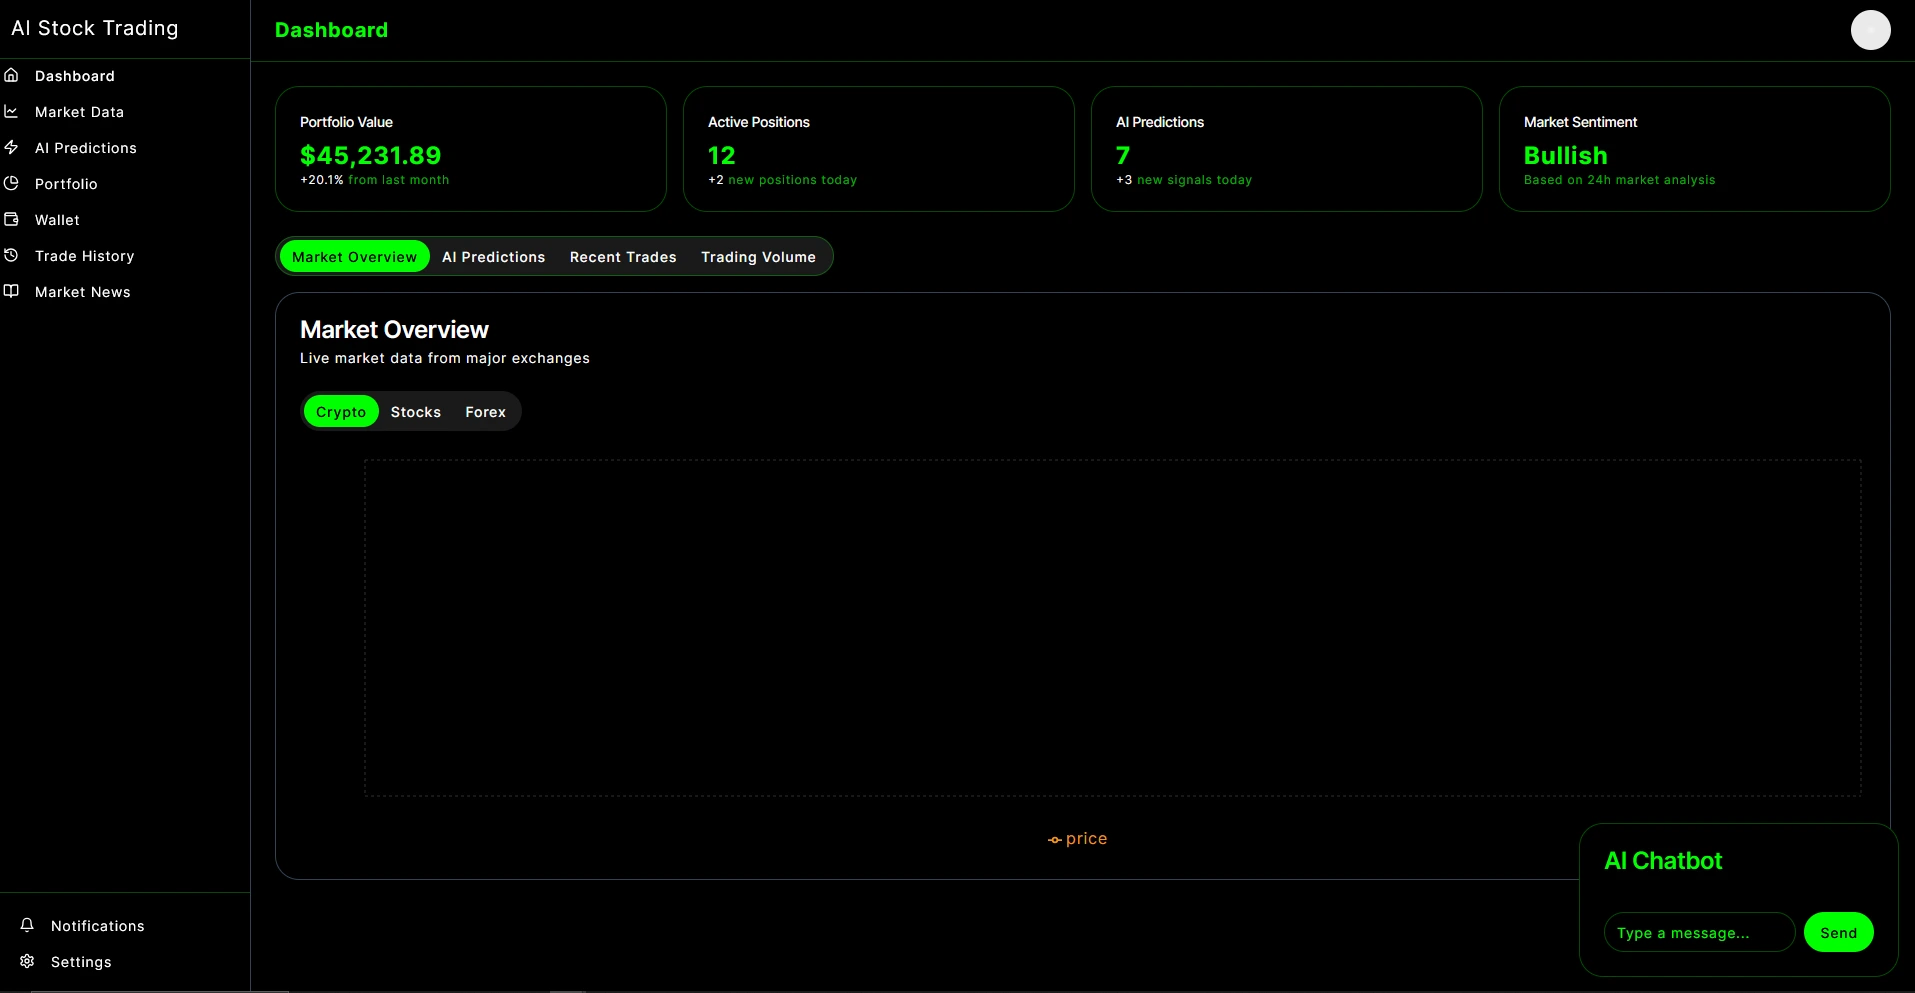 AI Stock Trading
Dashboard
Market Data
AI Predictions
Portfolio
Wallet
Trade History
Market News
Notifications
Settings
Dashboard
Portfolio Value
$45,231.89
+20.1% from last month
Active Positions
12
+2 new positions today
AI Predictions
7
+3 new signals today
Market Sentiment
Bullish
Based on 24h market analysis
Market Overview
AI Predictions
Recent Trades
Trading Volume
Market Overview
Live market data from major exchanges
Crypto
Stocks
Forex
price
AI Chatbot
Type a message...
Send